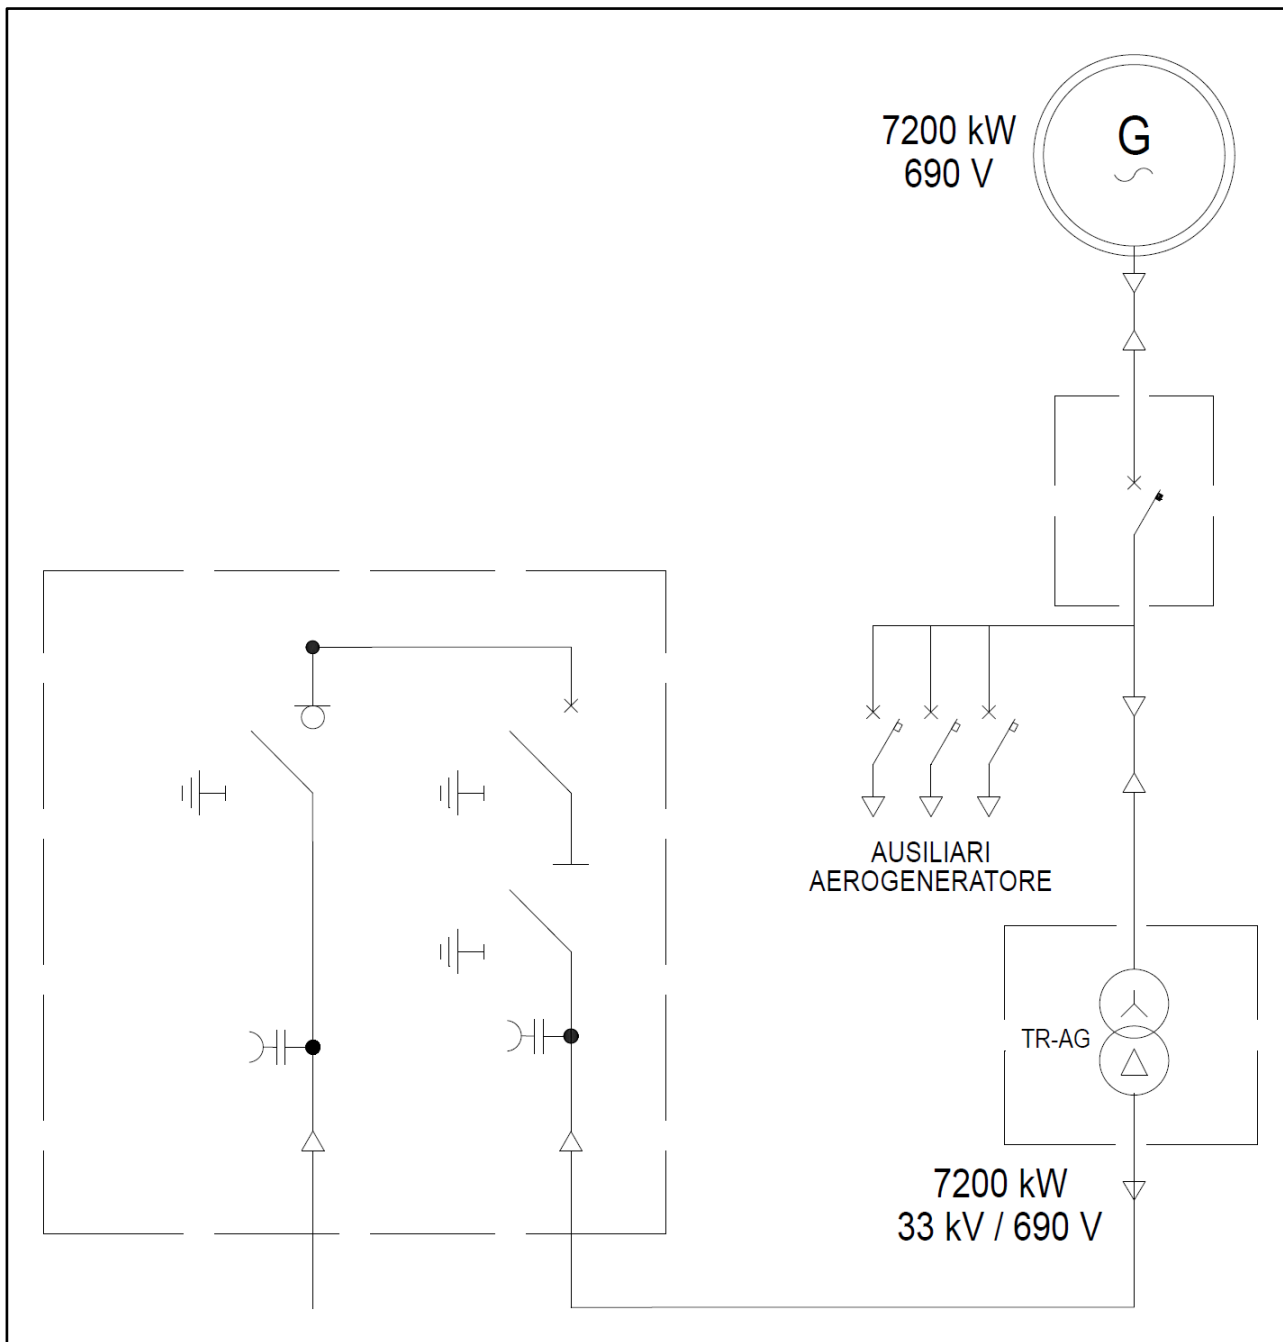 7200 kW
690 V
G
AUSILIARI
AEROGENERATORE
TR-AG
7200 kW
33 kV / 690 V